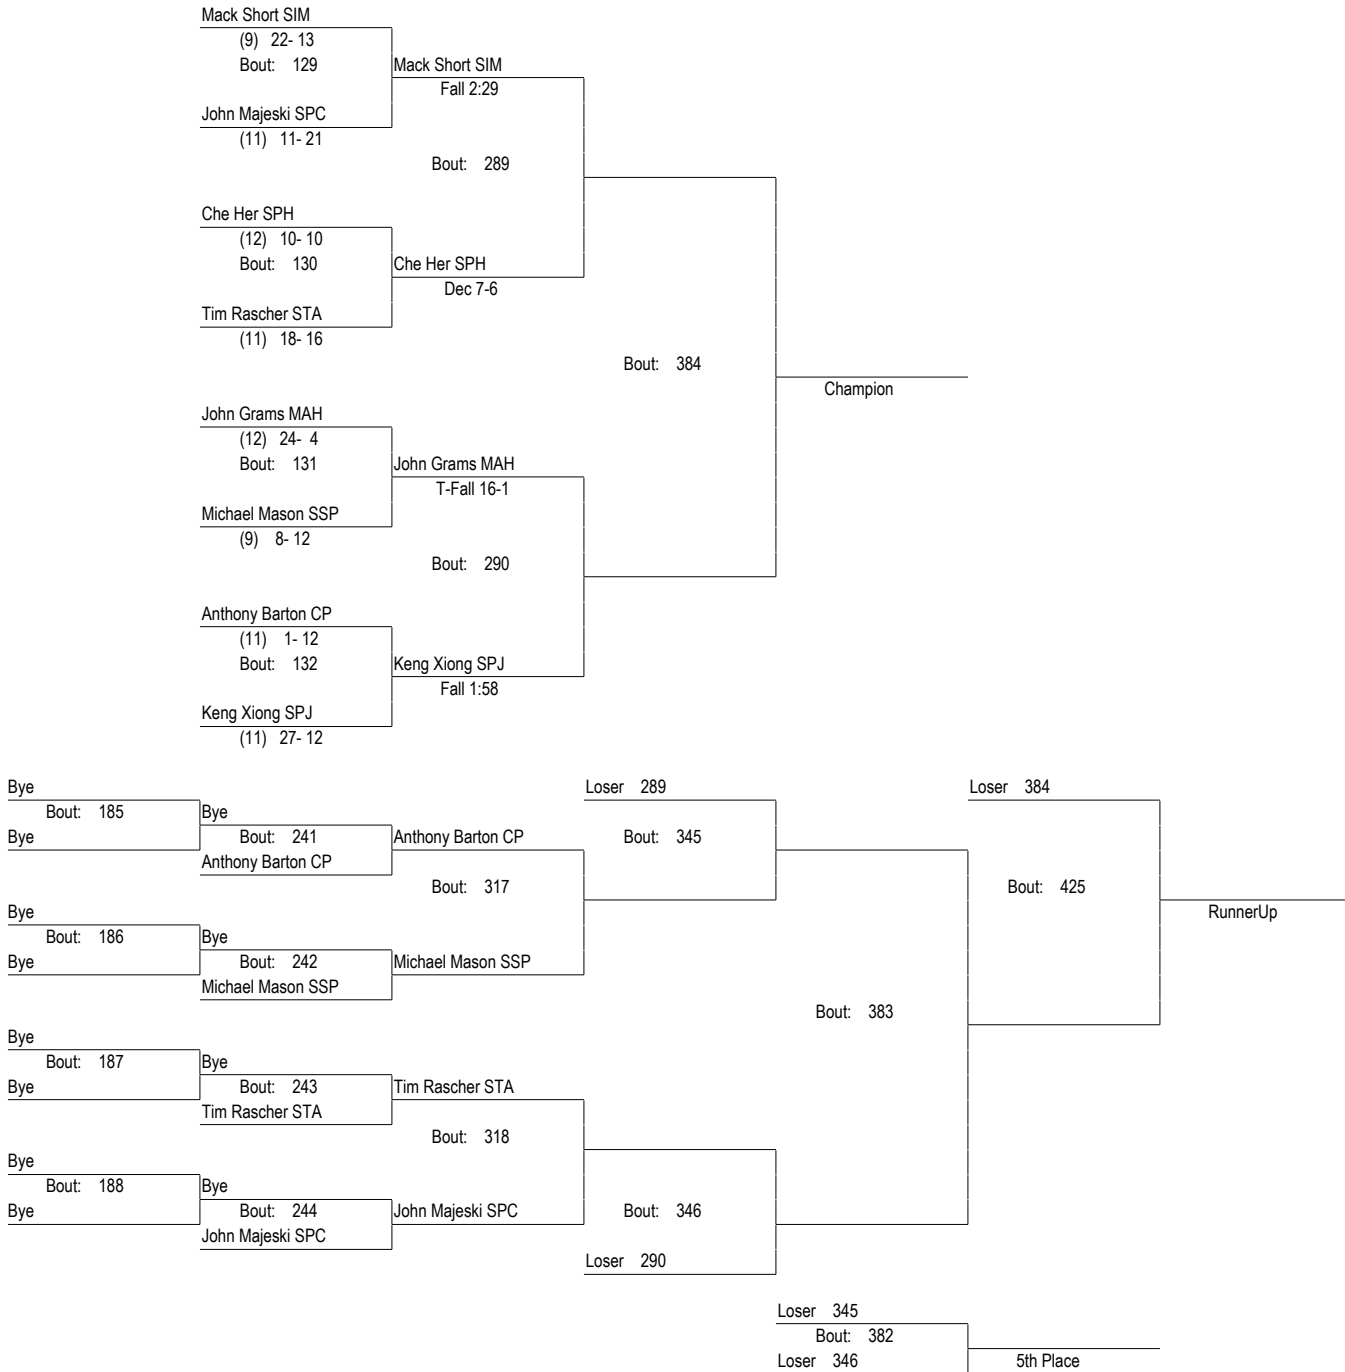 Mack Short SIM
(9) 22- 13
Bout: 129
Mack Short SIM
Fall 2:29
John Majeski SPC
(11) 11- 21
Bout: 289
Che Her SPH
(12) 10- 10
Bout: 130
Che Her SPH
Dec 7-6
Tim Rascher STA
(11) 18- 16
Bout: 384
Champion
John Grams MAH
(12) 24- 4
Bout: 131
John Grams MAH
T-Fall 16-1
Michael Mason SSP
(9) 8- 12
Bout: 290
Anthony Barton CP
(11) 1- 12
Bout: 132
Keng Xiong SPJ
Fall 1:58
Keng Xiong SPJ
(11) 27- 12
Bye
Bout: 185
Bye
Bye
Bout: 241
Anthony Barton CP
Anthony Barton CP
Bout: 317
Loser 289
Bout: 345
Loser 384
Bout: 425
RunnerUp
Bye
Bout: 186
Bye
Bye
Bout: 242
Michael Mason SSP
Michael Mason SSP
Bout: 383
Bye
Bout: 187
Bye
Bye
Bout: 243
Tim Rascher STA
Tim Rascher STA
Bout: 318
Bye
Bout: 188
Bye
Bye
Bout: 244
John Majeski SPC
John Majeski SPC
Bout: 346
Loser 290
Loser 345
Bout: 382
Loser 346
5th Place